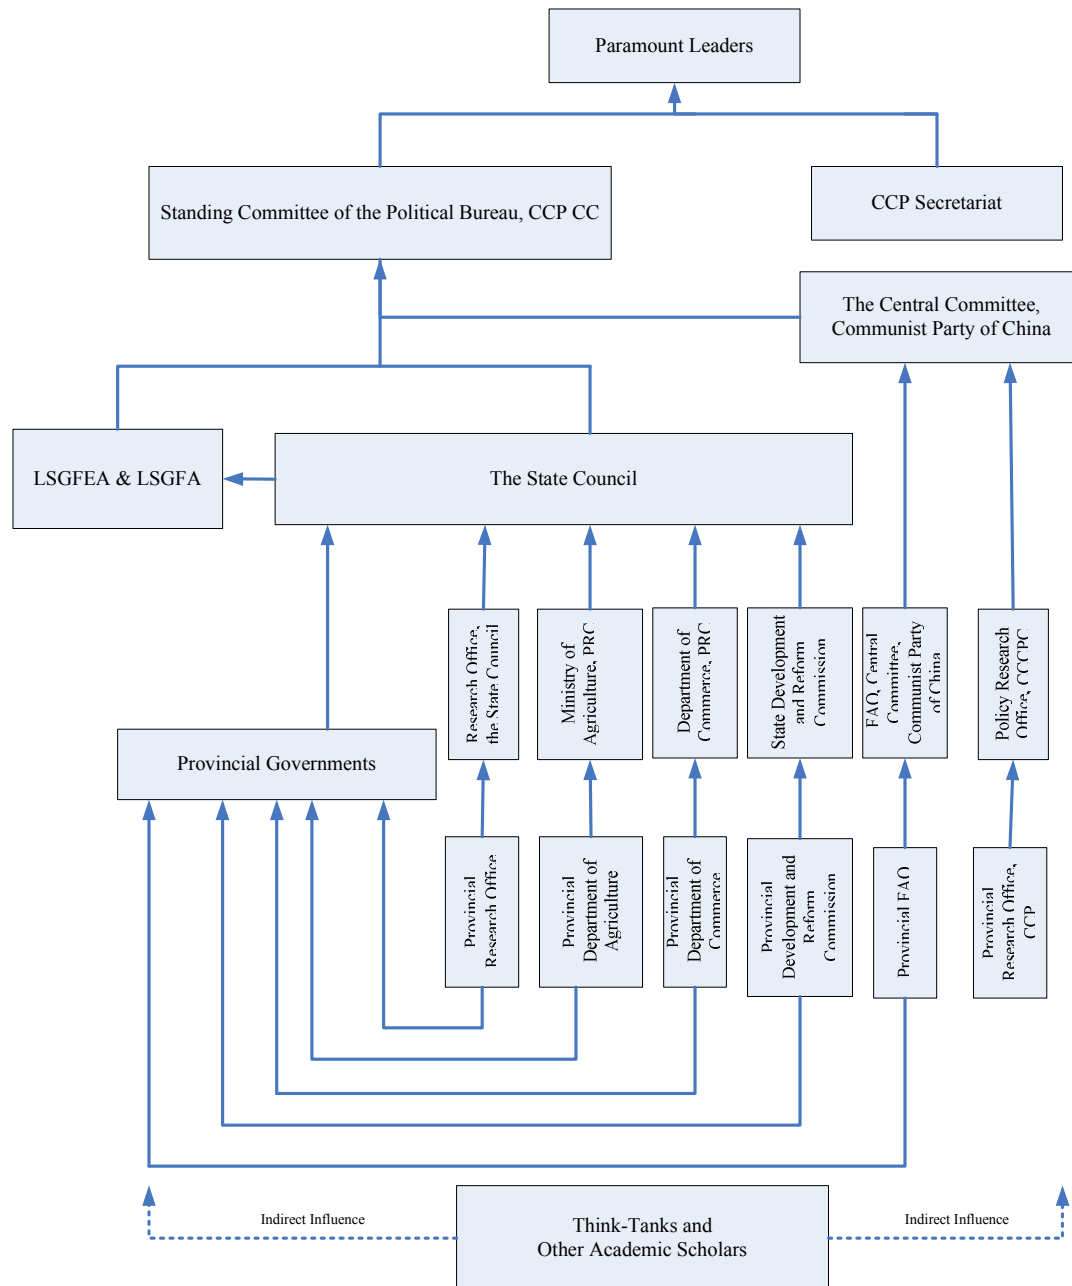 Paramount Leaders
Standing Committee of the Political Bureau, CCP CC
CCP Secretariat
The Central Committee,
Communist Party of China
LSGFEA & LSGFA
The State Council
Research Office,
the State Council
Ministry of
Agriculture, PRC
Department of
Commerce, PRC
State Development
and Reform
Commission
FAO, Central
Committee,
Communist Party
of China
Policy Research
Office, CCCPC
Provincial Governments
Provincial
Research Office
Provincial
Department of
Agriculture
Provincial
Department of
Commerce
Provincial
Development and
Reform
Commission
Provincial FAO
Provincial
Research Office,
CCP
Indirect Influence
Think-Tanks and
Other Academic Scholars
Indirect Influence